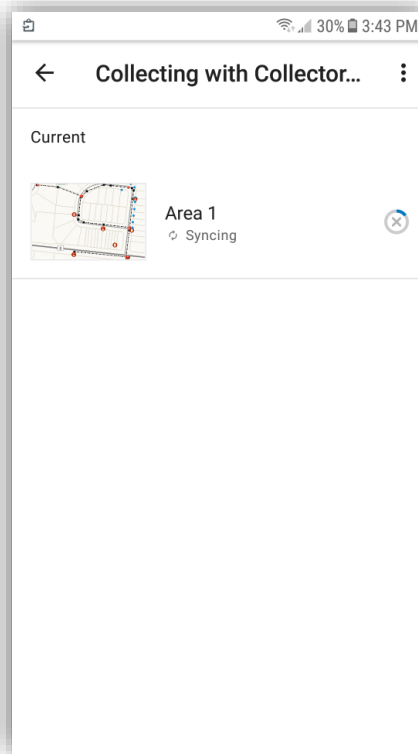 30% 3:43 PM
Collecting with Collector...
Current
Area 1
Syncing